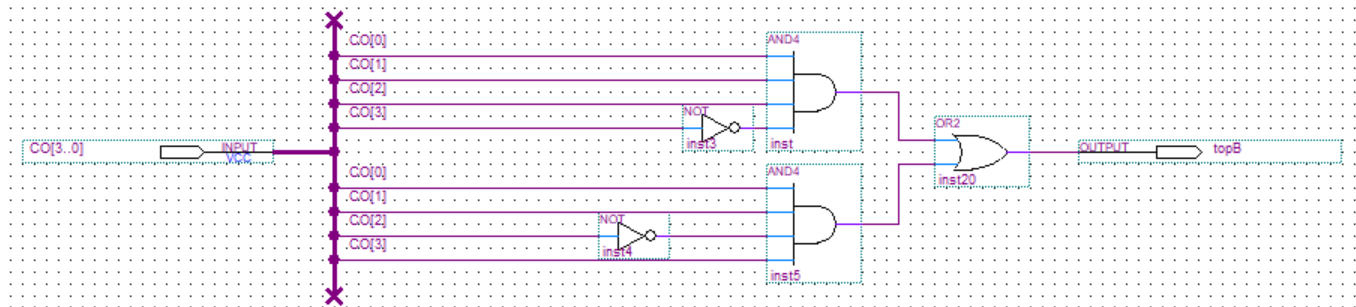 CO[0]
AND4
CO[1]
CO[2]
CO[3]
NOT
inst3
inst
CO[3..0]
INPUT
VCC
OR2
inst20
OUTPUT
topB
CO[0]
AND4
CO[1]
CO[2]
NOT
inst4
CO[3]
inst5